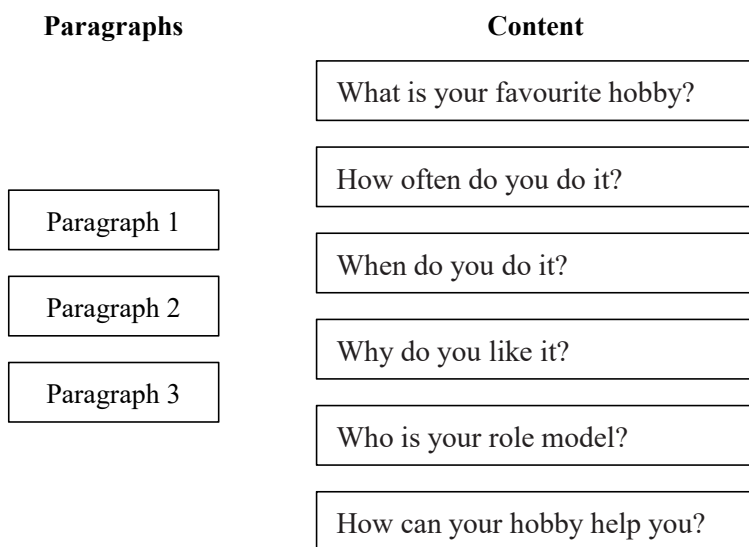 Paragraphs
Content
What is your favourite hobby?
How often do you do it?
Paragraph 1
When do you do it?
Paragraph 2
Why do you like it?
Paragraph 3
Who is your role model?
How can your hobby help you?